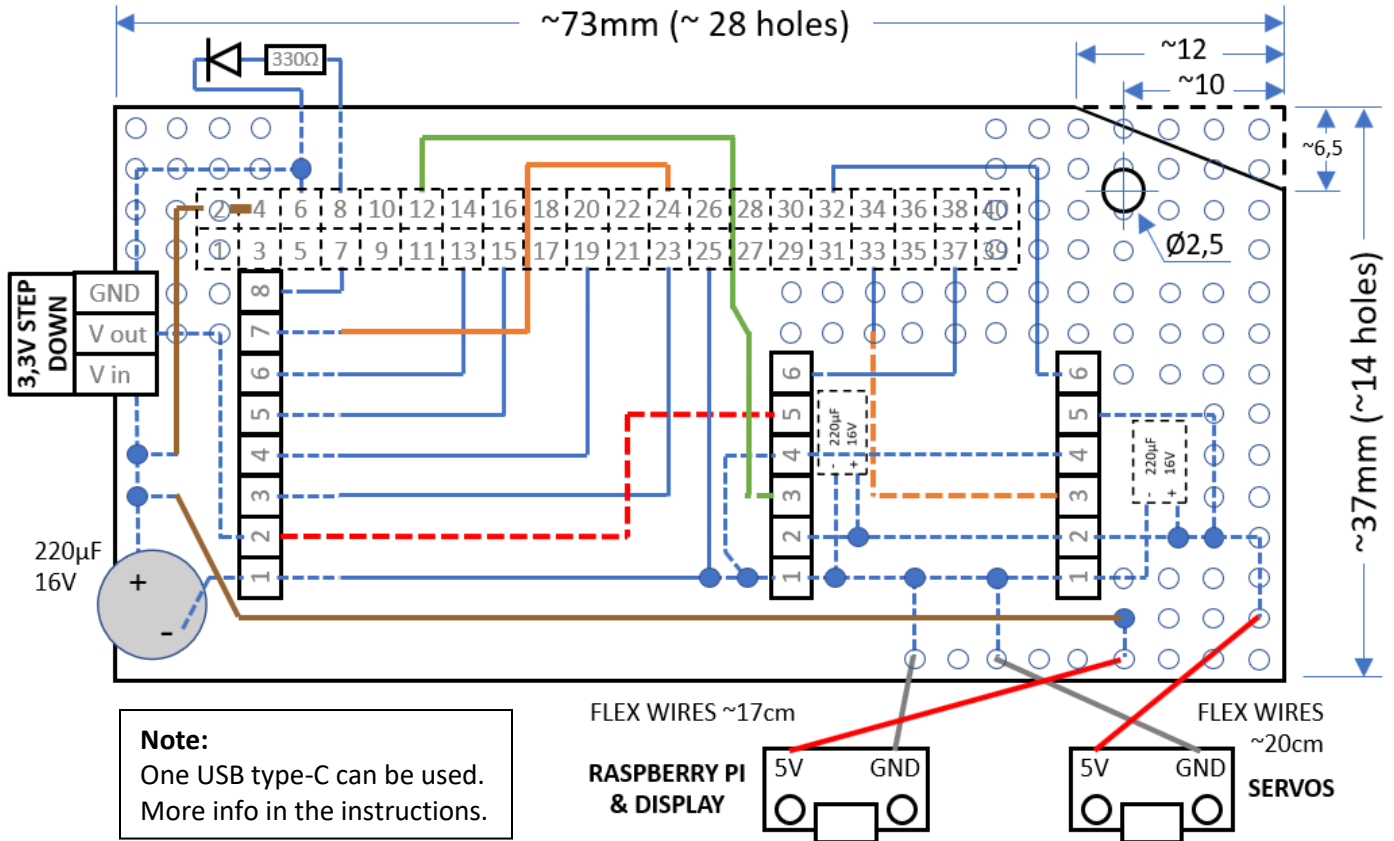 ~73mm (~ 28 holes)
330Ω
~12
~10
~6,5
~37mm (~14 holes)
Ø2,5
2 4 6 8 10 12 14 16 18 20 22 24 26 28 30 32 34 36 38 40
1 3 5 7 9 11 13 15 17 19 21 23 25 27 29 31 33 35 37 39
3,3V STEP
DOWN
GND
V out
V in
8
7
6
5
4
3
2
1
6
5
4
3
2
1
220µF
16V
- +
6
5
4
3
2
1
220µF
16V
- +
220µF
16V
+
-
Note:
One USB type-C can be used.
More info in the instructions.
FLEX WIRES ~17cm
RASPBERRY PI
& DISPLAY
5V GND
FLEX WIRES
~20cm
5V GND
SERVOS